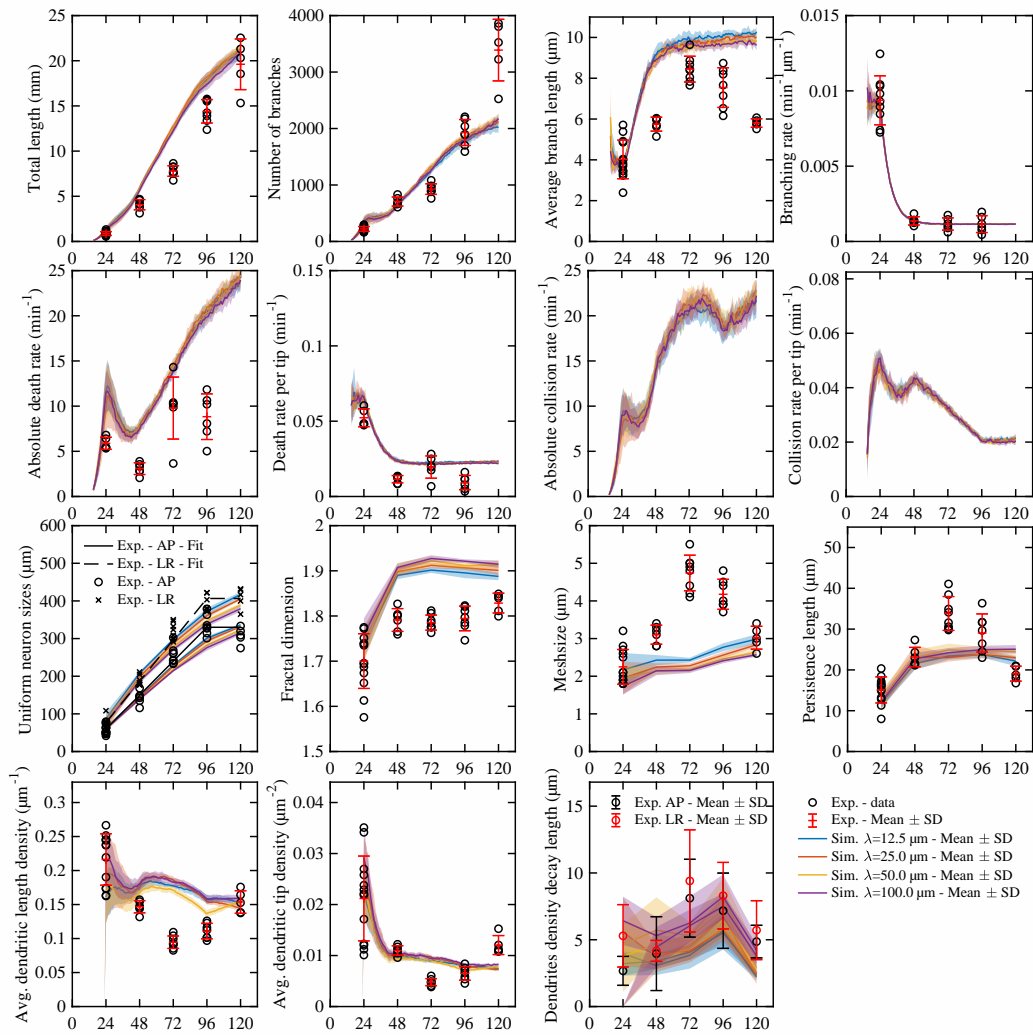 Total length (mm)
25
20
15
10
5
0
0 24 48 72 96 120
Number of branches
4000
3000
2000
1000
0
0 24 48 72 96 120
Average branch length (µm)
10
8
6
4
2
0
0 24 48 72 96 120
Branching rate (min⁻¹µm⁻¹)
0.015
0.01
0.005
0
0 24 48 72 96 120
Absolute death rate (min⁻¹)
25
20
15
10
5
0
0 24 48 72 96 120
Death rate per tip (min⁻¹)
0.15
0.1
0.05
0
0 24 48 72 96 120
Absolute collision rate (min⁻¹)
25
20
15
10
5
0
0 24 48 72 96 120
Collision rate per tip (min⁻¹)
0.08
0.06
0.04
0.02
0
0 24 48 72 96 120
Uniform neuron sizes (µm)
600
500
400
300
200
100
0
0 24 48 72 96 120
Exp. - AP - Fit
Exp. - LR - Fit
Exp. - AP
Exp. - LR
Fractal dimension
2
1.9
1.8
1.7
1.6
1.5
0 24 48 72 96 120
Meshsize (µm)
6
5
4
3
2
1
0
0 24 48 72 96 120
Persistence length (µm)
50
40
30
20
10
0
0 24 48 72 96 120
Avg. dendritic length density (µm⁻¹)
0.3
0.25
0.2
0.15
0.1
0.05
0
0 24 48 72 96 120
Avg. dendritic tip density (µm⁻²)
0.04
0.03
0.02
0.01
0
0 24 48 72 96 120
Dendrites density decay length (µm)
15
10
5
0
0 24 48 72 96 120
Exp. AP - Mean ± SD
Exp. LR - Mean ± SD
Exp. - data
Exp. - Mean ± SD
Sim. λ=12.5 µm - Mean ± SD
Sim. λ=25.0 µm - Mean ± SD
Sim. λ=50.0 µm - Mean ± SD
Sim. λ=100.0 µm - Mean ± SD